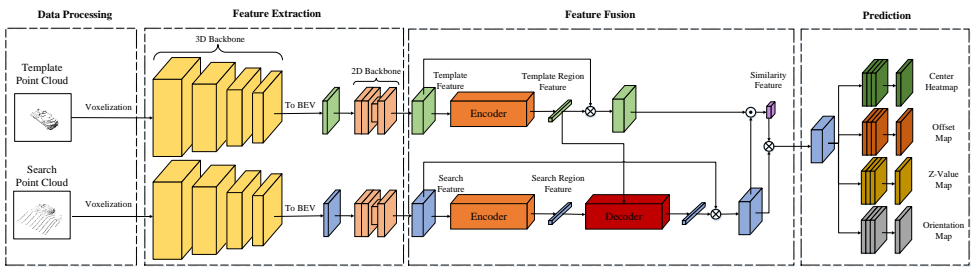 Data Processing
Feature Extraction
Feature Fusion
Prediction
Template
Point Cloud
Voxelization
3D Backbone
To BEV
2D Backbone
Template
Feature
Encoder
Template Region
Feature
Similarity
Feature
Center
Heatmap
Offset
Map
Search
Point Cloud
Voxelization
To BEV
Search
Feature
Encoder
Search Region
Feature
Decoder
Z-Value
Map
Orientation
Map